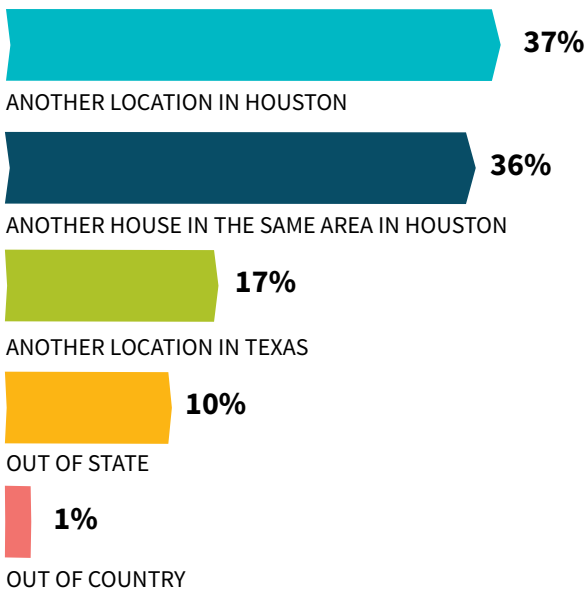 37%
ANOTHER LOCATION IN HOUSTON
36%
ANOTHER HOUSE IN THE SAME AREA IN HOUSTON
17%
ANOTHER LOCATION IN TEXAS
10%
OUT OF STATE
1%
OUT OF COUNTRY